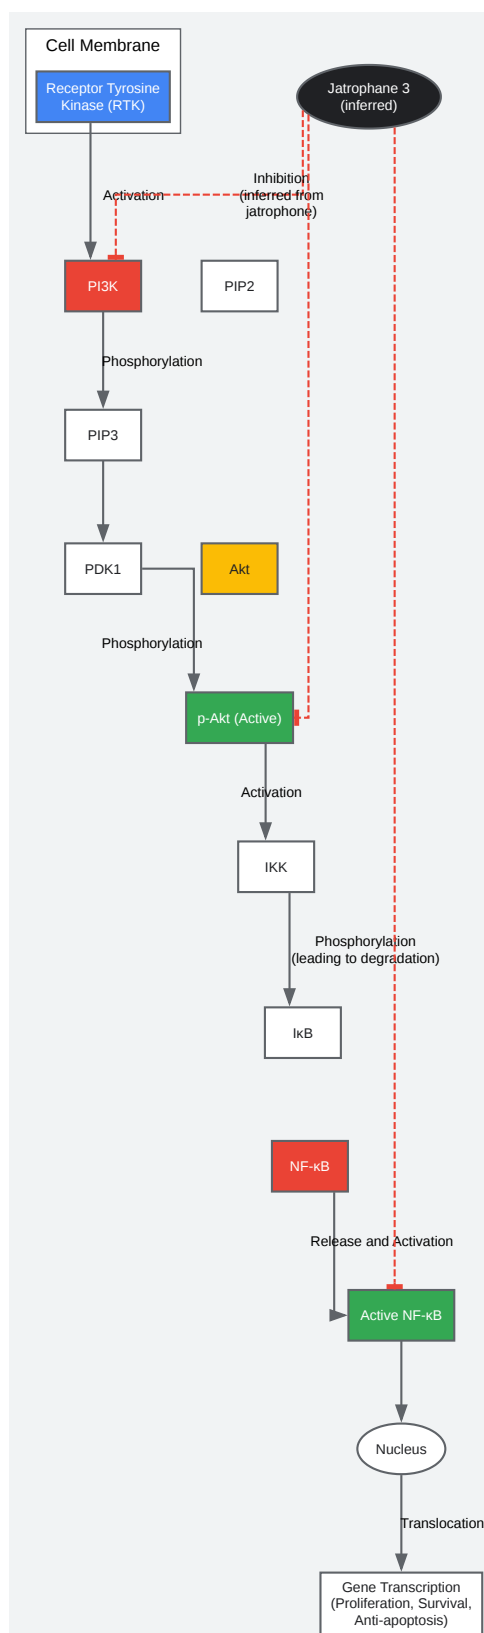 Cell Membrane
Receptor Tyrosine
Kinase (RTK)
Jatrophane 3
(inferred)
Activation
Inhibition
(inferred from
jatrophone)
PI3K
PIP2
Phosphorylation
PIP3
PDK1
Akt
Phosphorylation
p-Akt (Active)
Activation
IKK
Phosphorylation
(leading to degradation)
IκB
NF-κB
Release and Activation
Active NF-κB
Nucleus
Translocation
Gene Transcription
(Proliferation, Survival,
Anti-apoptosis)